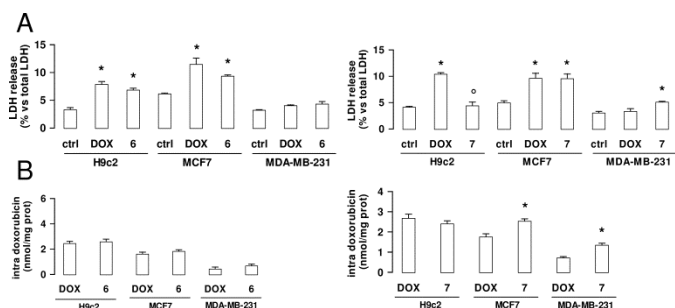 A
LDH release
(% vs total LDH)
15
10
5
0
* * * *
ctrl DOX 6 ctrl DOX 6 ctrl DOX 6
H9c2 MCF7 MDA-MB-231
LDH release
(% vs total LDH)
15
10
5
0
* ° * * *
ctrl DOX 7 ctrl DOX 7 ctrl DOX 7
H9c2 MCF7 MDA-MB-231
B
intra doxorubicin
(nmol/mg prot)
6
4
2
0
DOX 6 DOX 6 DOX 6
H9c2 MCF7 MDA-MB-231
intra doxorubicin
(nmol/mg prot)
4
3
2
1
0
* *
DOX 7 DOX 7 DOX 7
H9c2 MCF7 MDA-MB-231